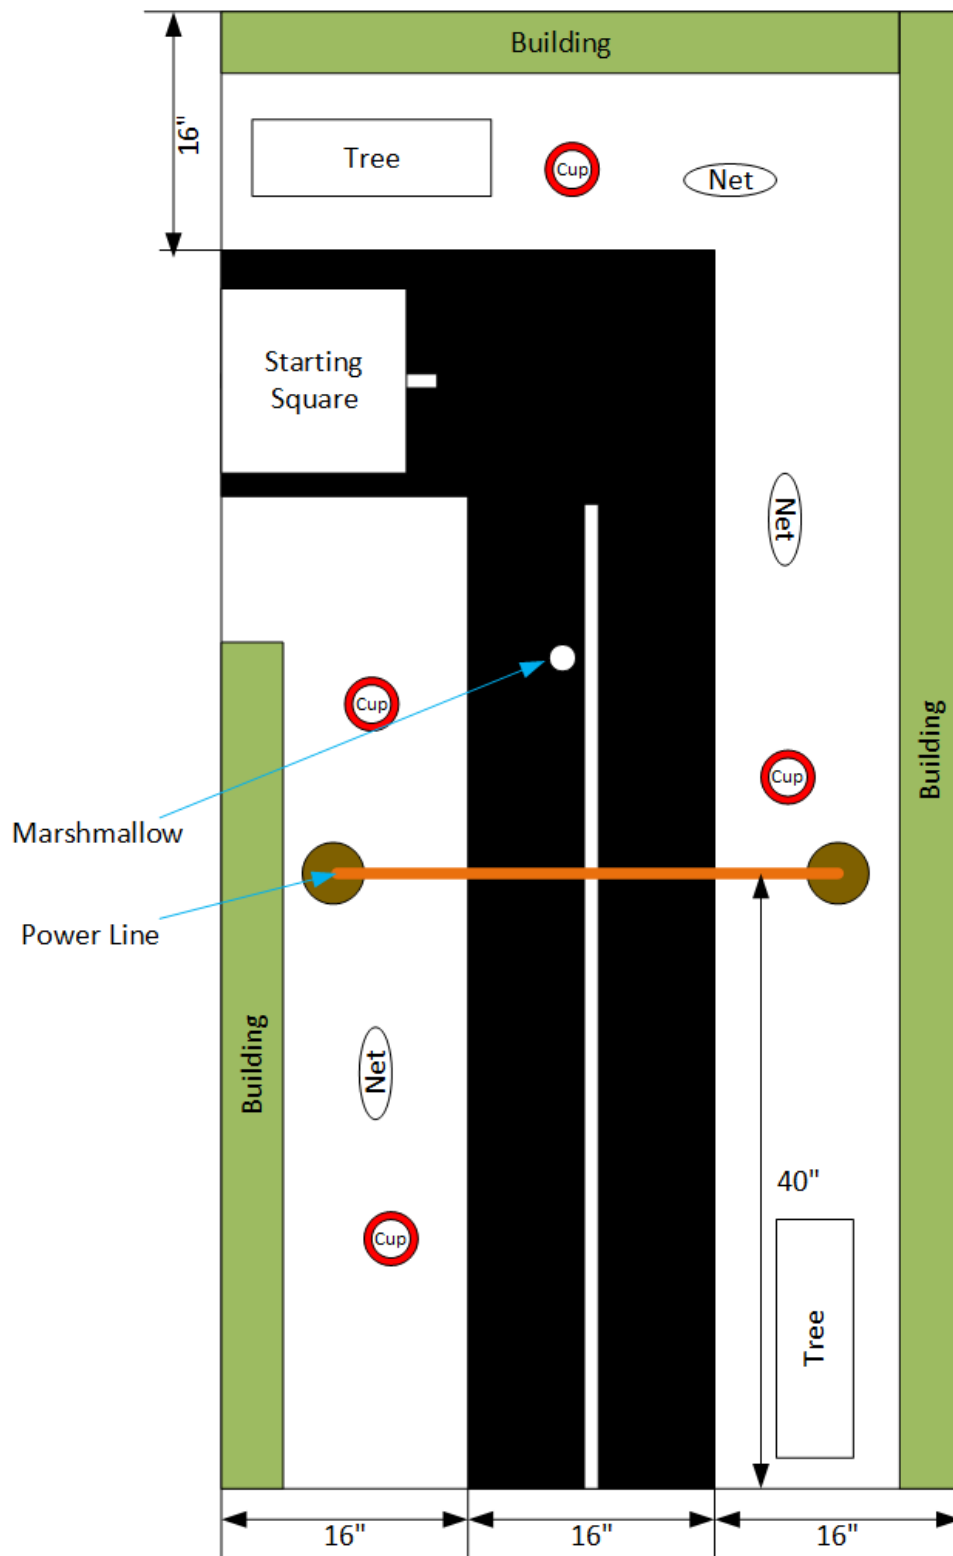 Building
16"
Tree
Cup
Net
Starting
Square
Net
Cup
Building
Cup
Marshmallow
Power Line
Building
Net
40"
Cup
Tree
16"
16"
16"